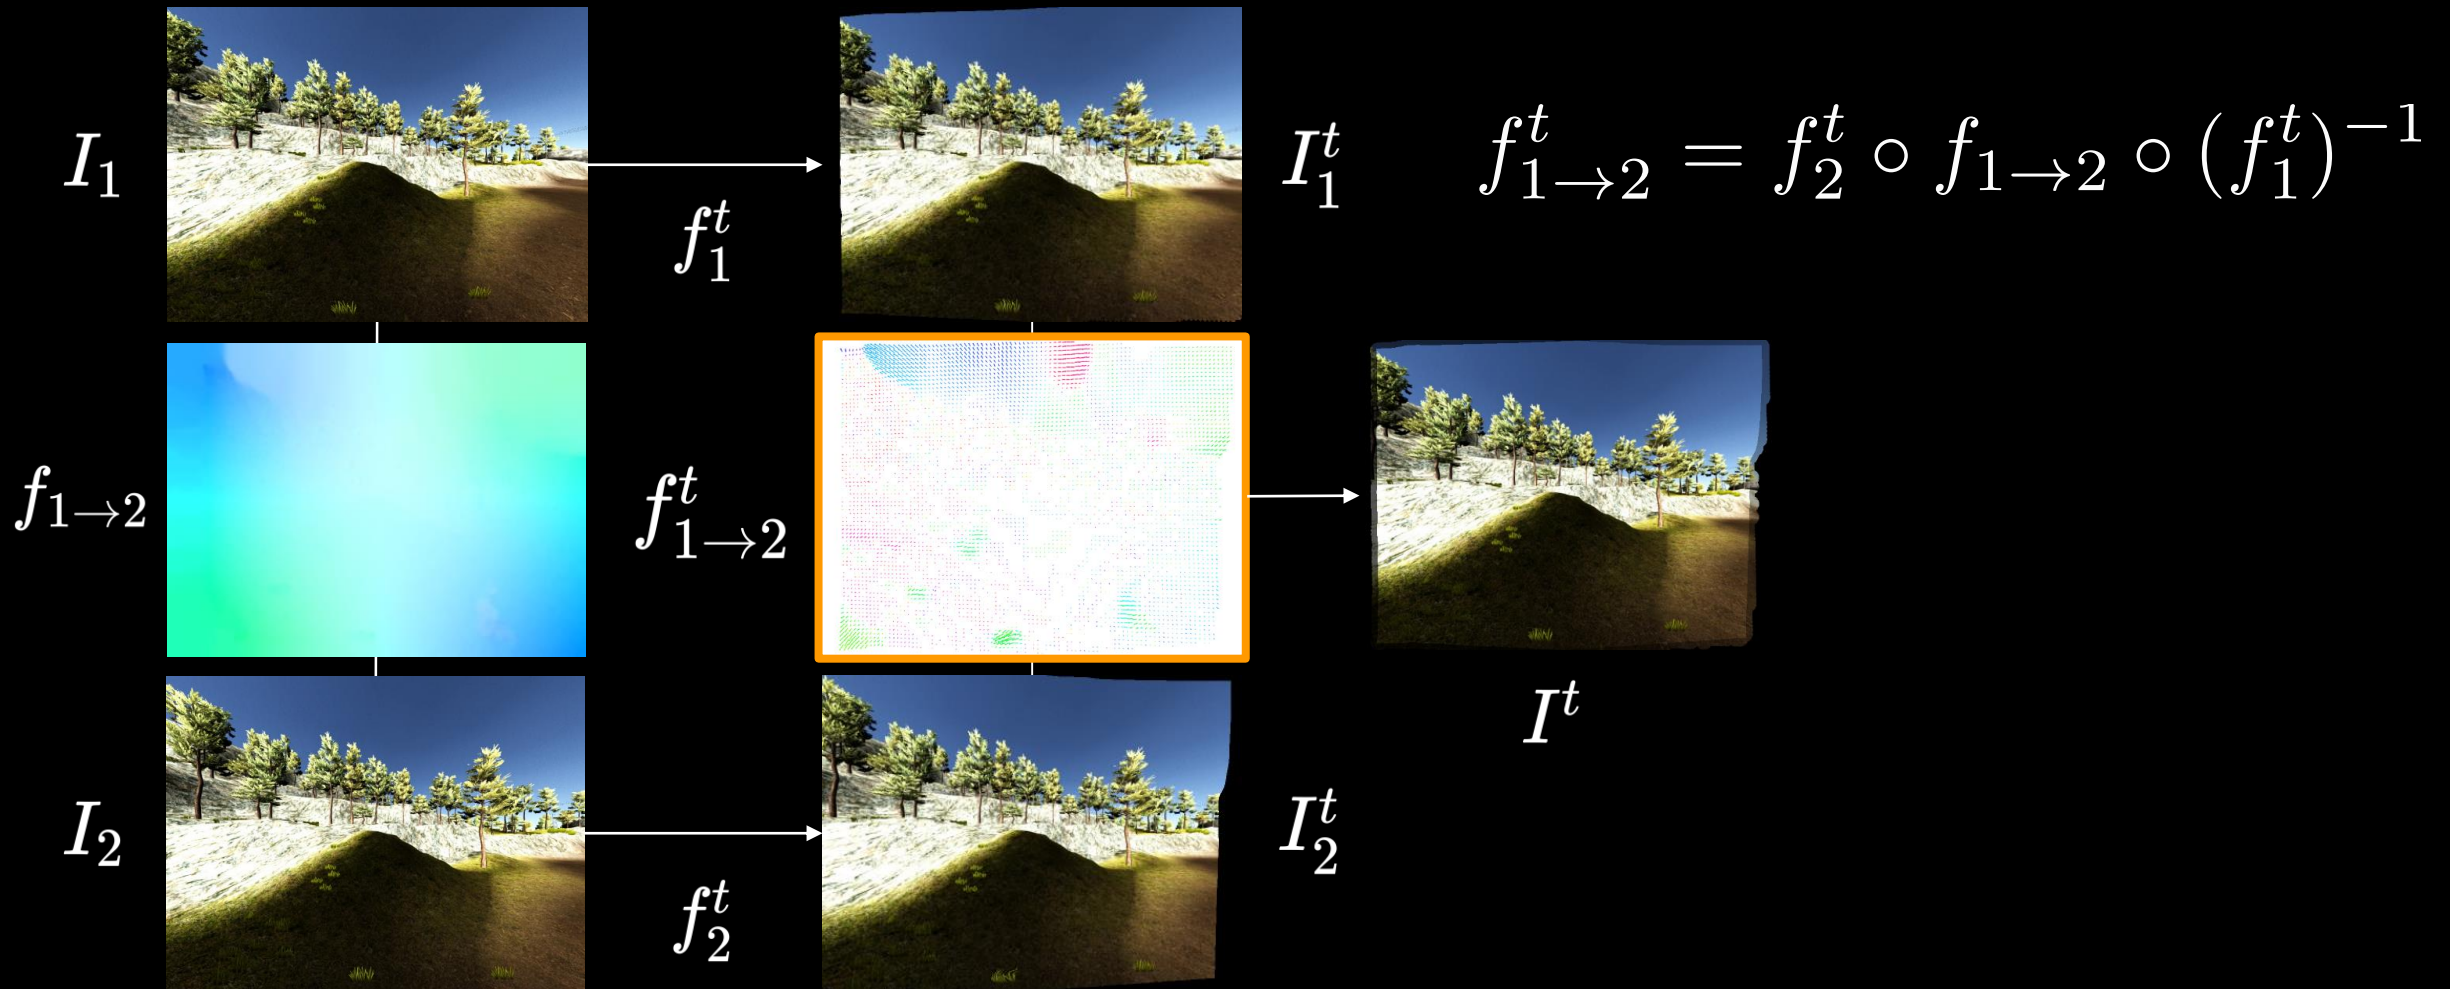 I_1
f_1^t
I_1^t
f_{1→2}^t = f_2^t ∘ f_{1→2} ∘ (f_1^t)^{-1}
f_{1→2}
f_{1→2}^t
I^t
I_2
f_2^t
I_2^t